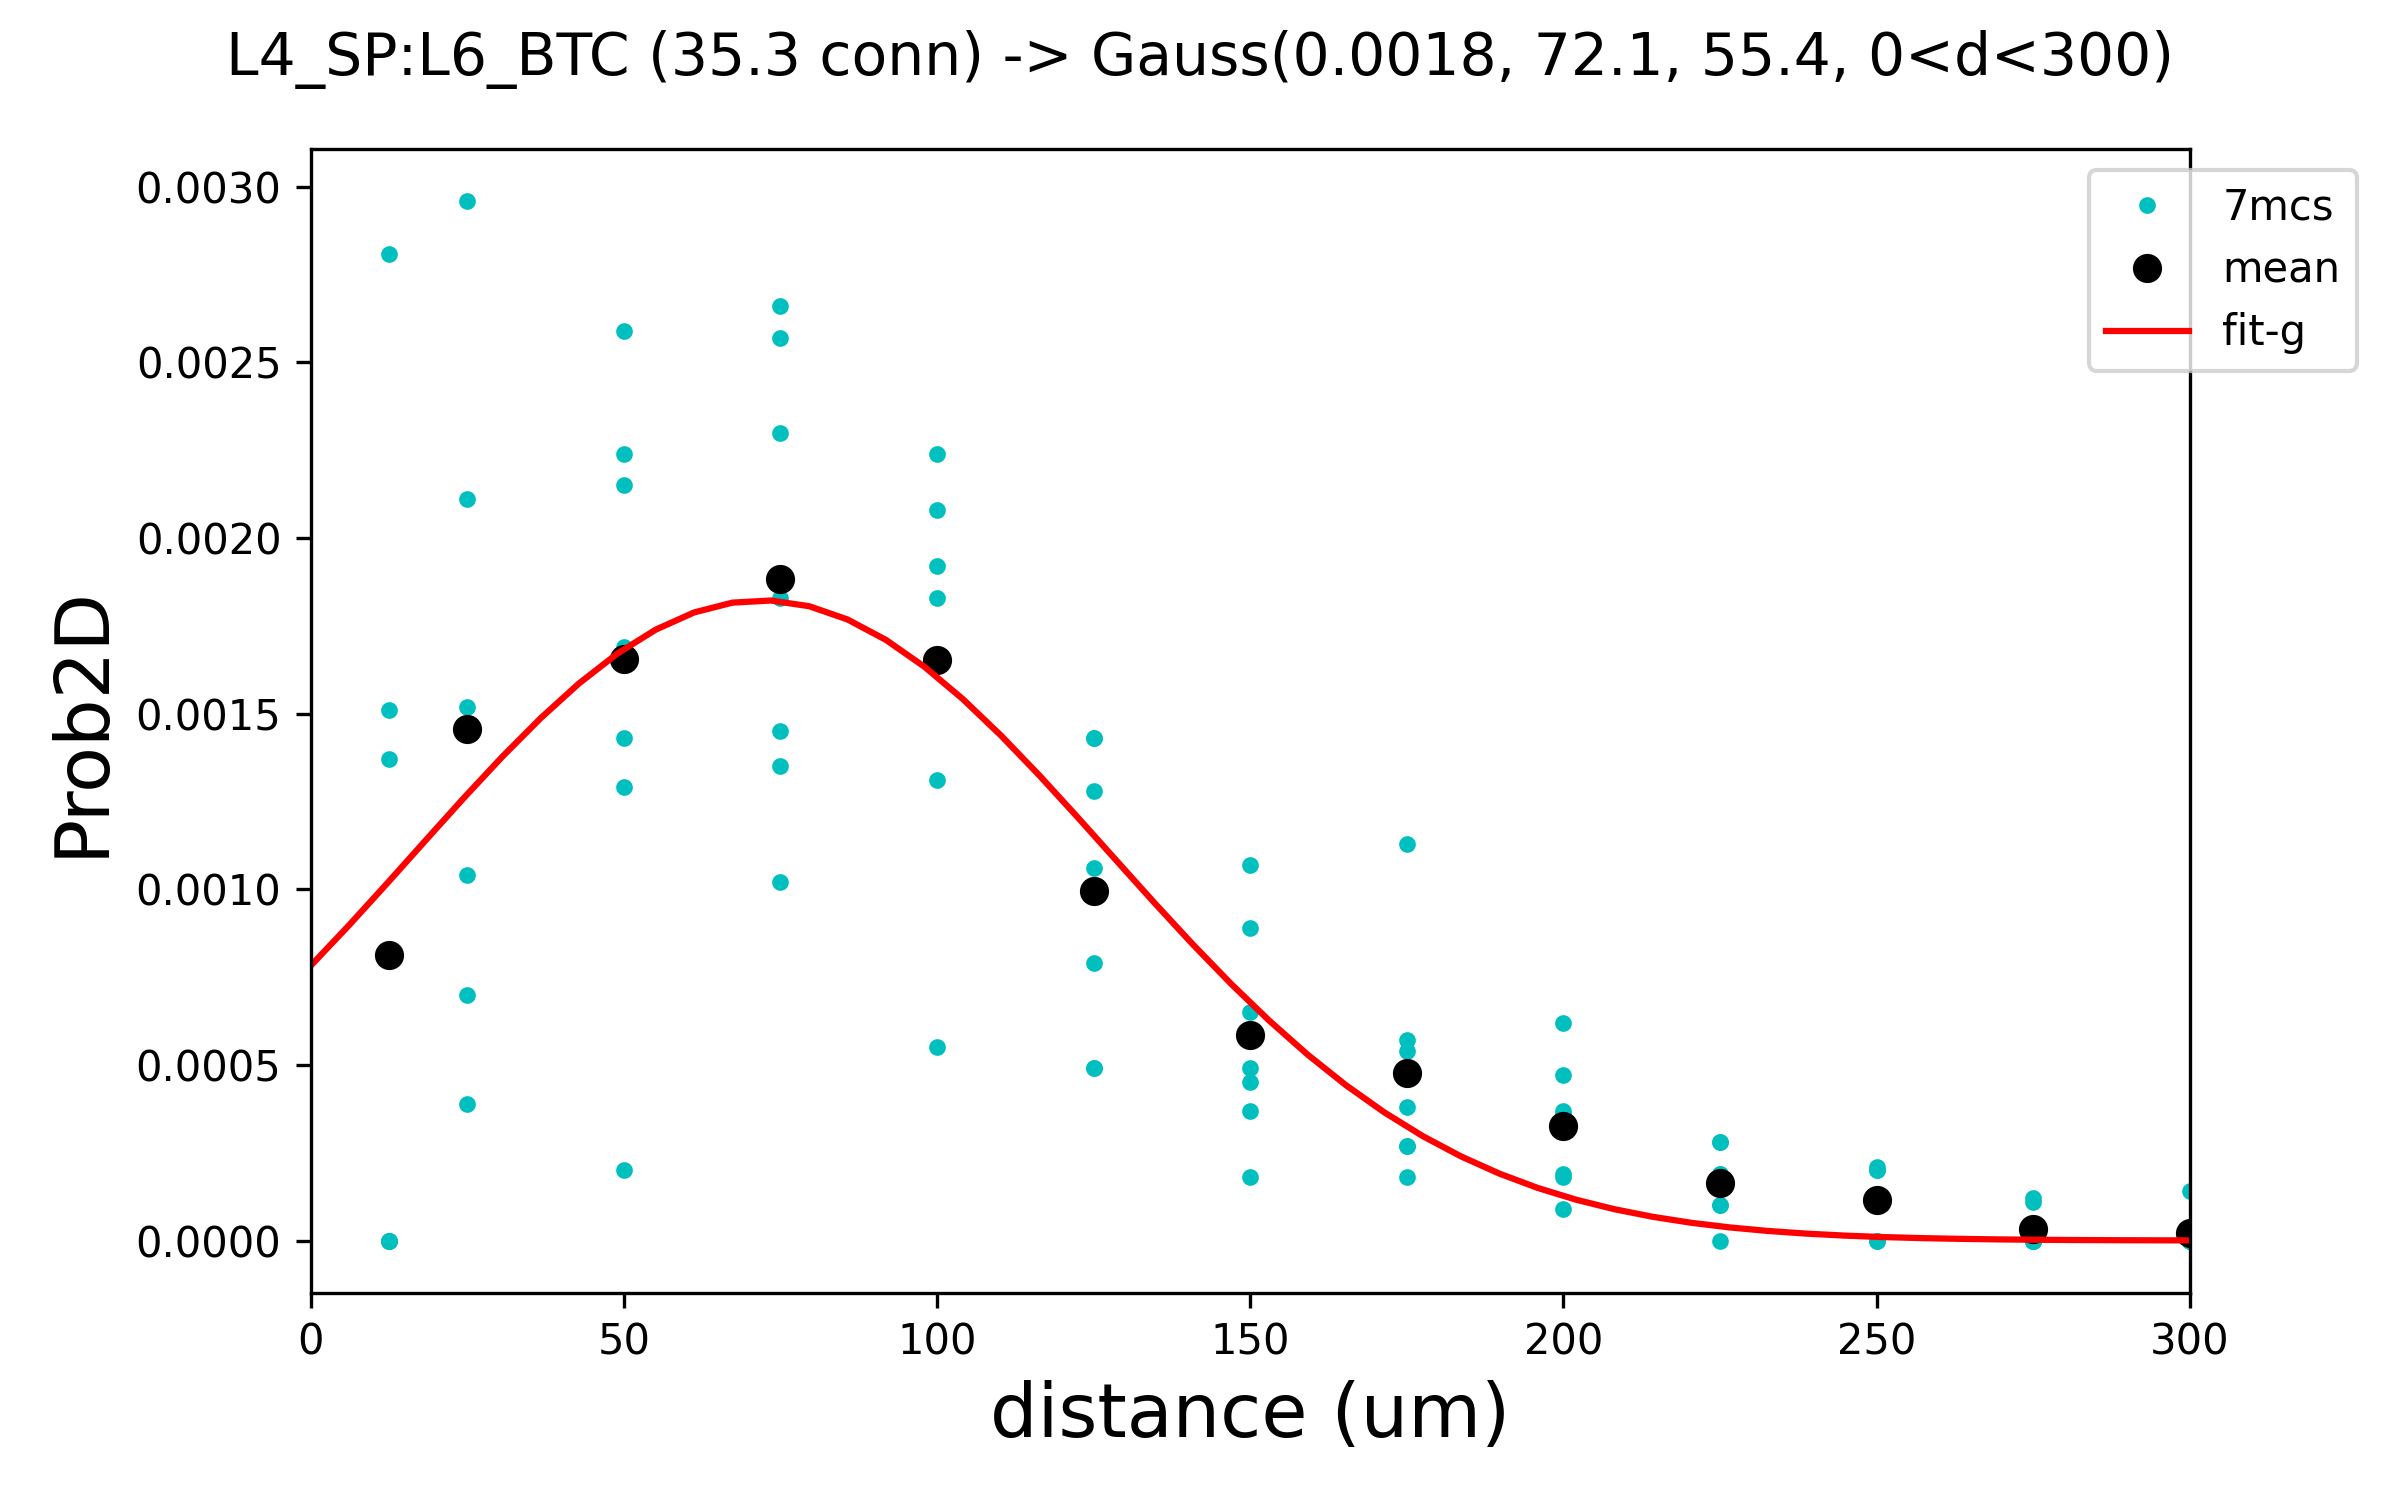 L4_SP:L6_BTC (35.3 conn) -> Gauss(0.0018, 72.1, 55.4, 0<d<300)
0.0030
0.0025
0.0020
0.0015
0.0010
0.0005
0.0000
Prob2D
7mcs
mean
fit-g
0 50 100 150 200 250 300
distance (um)